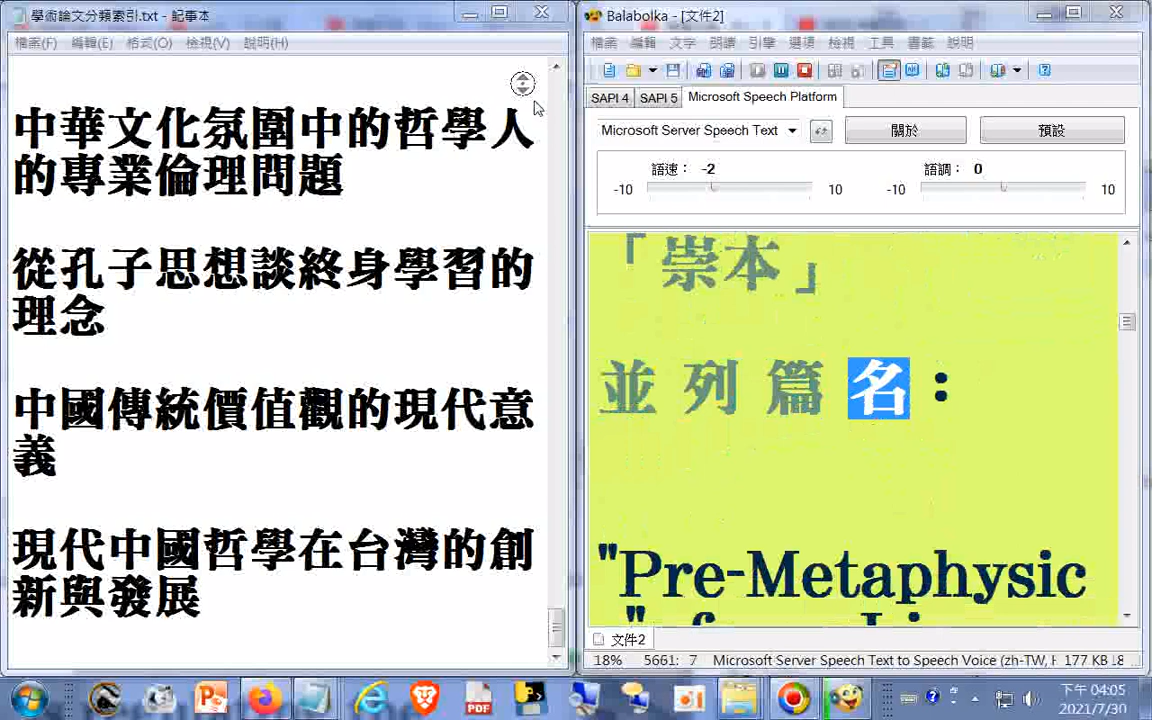 學術論文分類索引.txt - 記事本
檔案(F) 編輯(E) 格式(O) 檢視(V) 說明(H)
中華文化氛圍中的哲學人
的專業倫理問題
從孔子思想談終身學習的
理念
中國傳統價值觀的現代意
義
現代中國哲學在台灣的創
新與發展
Balabolka - [文件2]
檔案 編輯 文字 朗讀 引擎 選項 檢視 工具 書籤 說明
SAPI 4 SAPI 5 Microsoft Speech Platform
Microsoft Server Speech Text 關於 預設
語速： -2 語調： 0
-10 10 -10 10
「崇本」
並列篇名：
"Pre-Metaphysic
文件2
18% 5661: 7 Microsoft Server Speech Text to Speech Voice (zh-TW, 177 KB
PDF
下午 04:05
2021/7/30